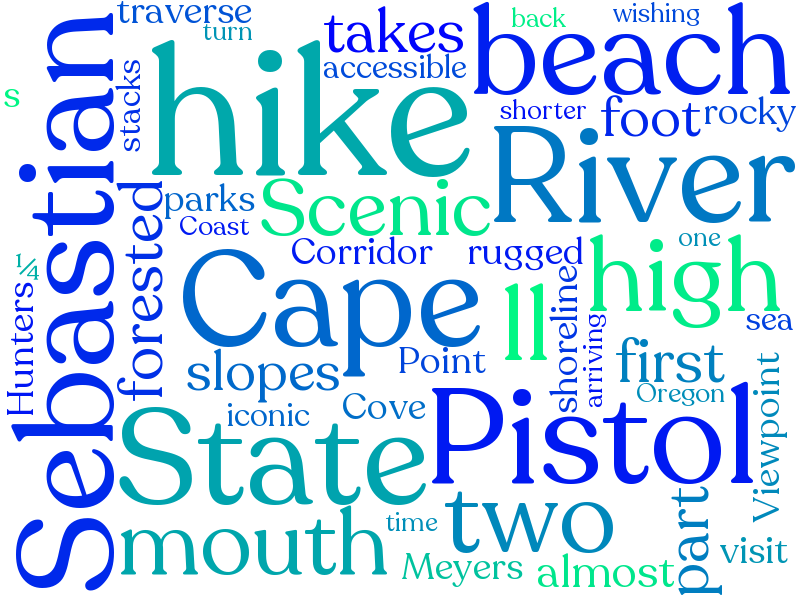 traverse
turn
takes
accessible
back
wishing
beach
s
stacks
hike
shorter
foot
rocky
Sebastian
River
parks
Scenic
Coast
forested
Corridor
rugged
one
high
¼
Hunters
Cape
ll
shoreline
arriving
sea
slopes
Point
first
Oregon
iconic
Cove
Viewpoint
State
Pistol
mouth
time
two
part
visit
Meyers
almost